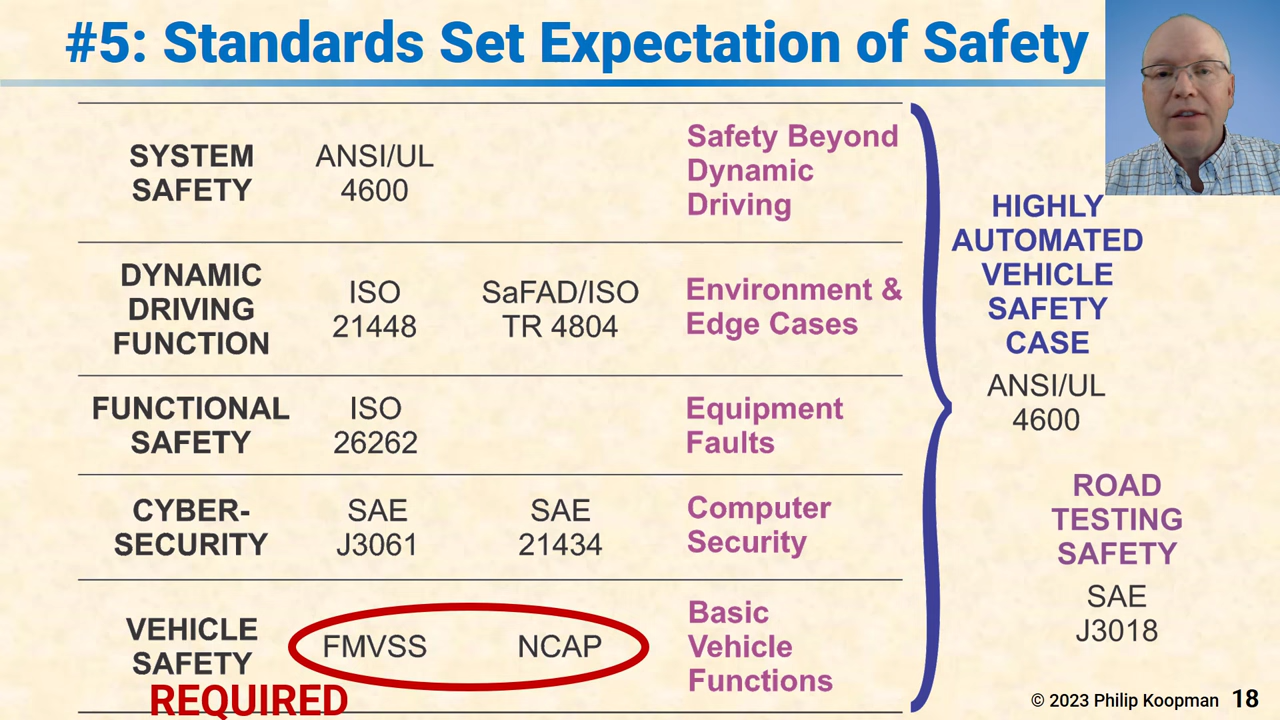 #5: Standards Set Expectation of Safety
SYSTEM
SAFETY
ANSI/UL
4600
Safety Beyond
Dynamic
Driving
DYNAMIC
DRIVING
FUNCTION
ISO
21448
SaFAD/ISO
TR 4804
Environment &
Edge Cases
FUNCTIONAL
SAFETY
ISO
26262
Equipment
Faults
CYBER-
SECURITY
SAE
J3061
SAE
21434
Computer
Security
VEHICLE
SAFETY
FMVSS
NCAP
Basic
Vehicle
Functions
REQUIRED
HIGHLY
AUTOMATED
VEHICLE
SAFETY
CASE
ANSI/UL
4600
ROAD
TESTING
SAFETY
SAE
J3018
© 2023 Philip Koopman 18